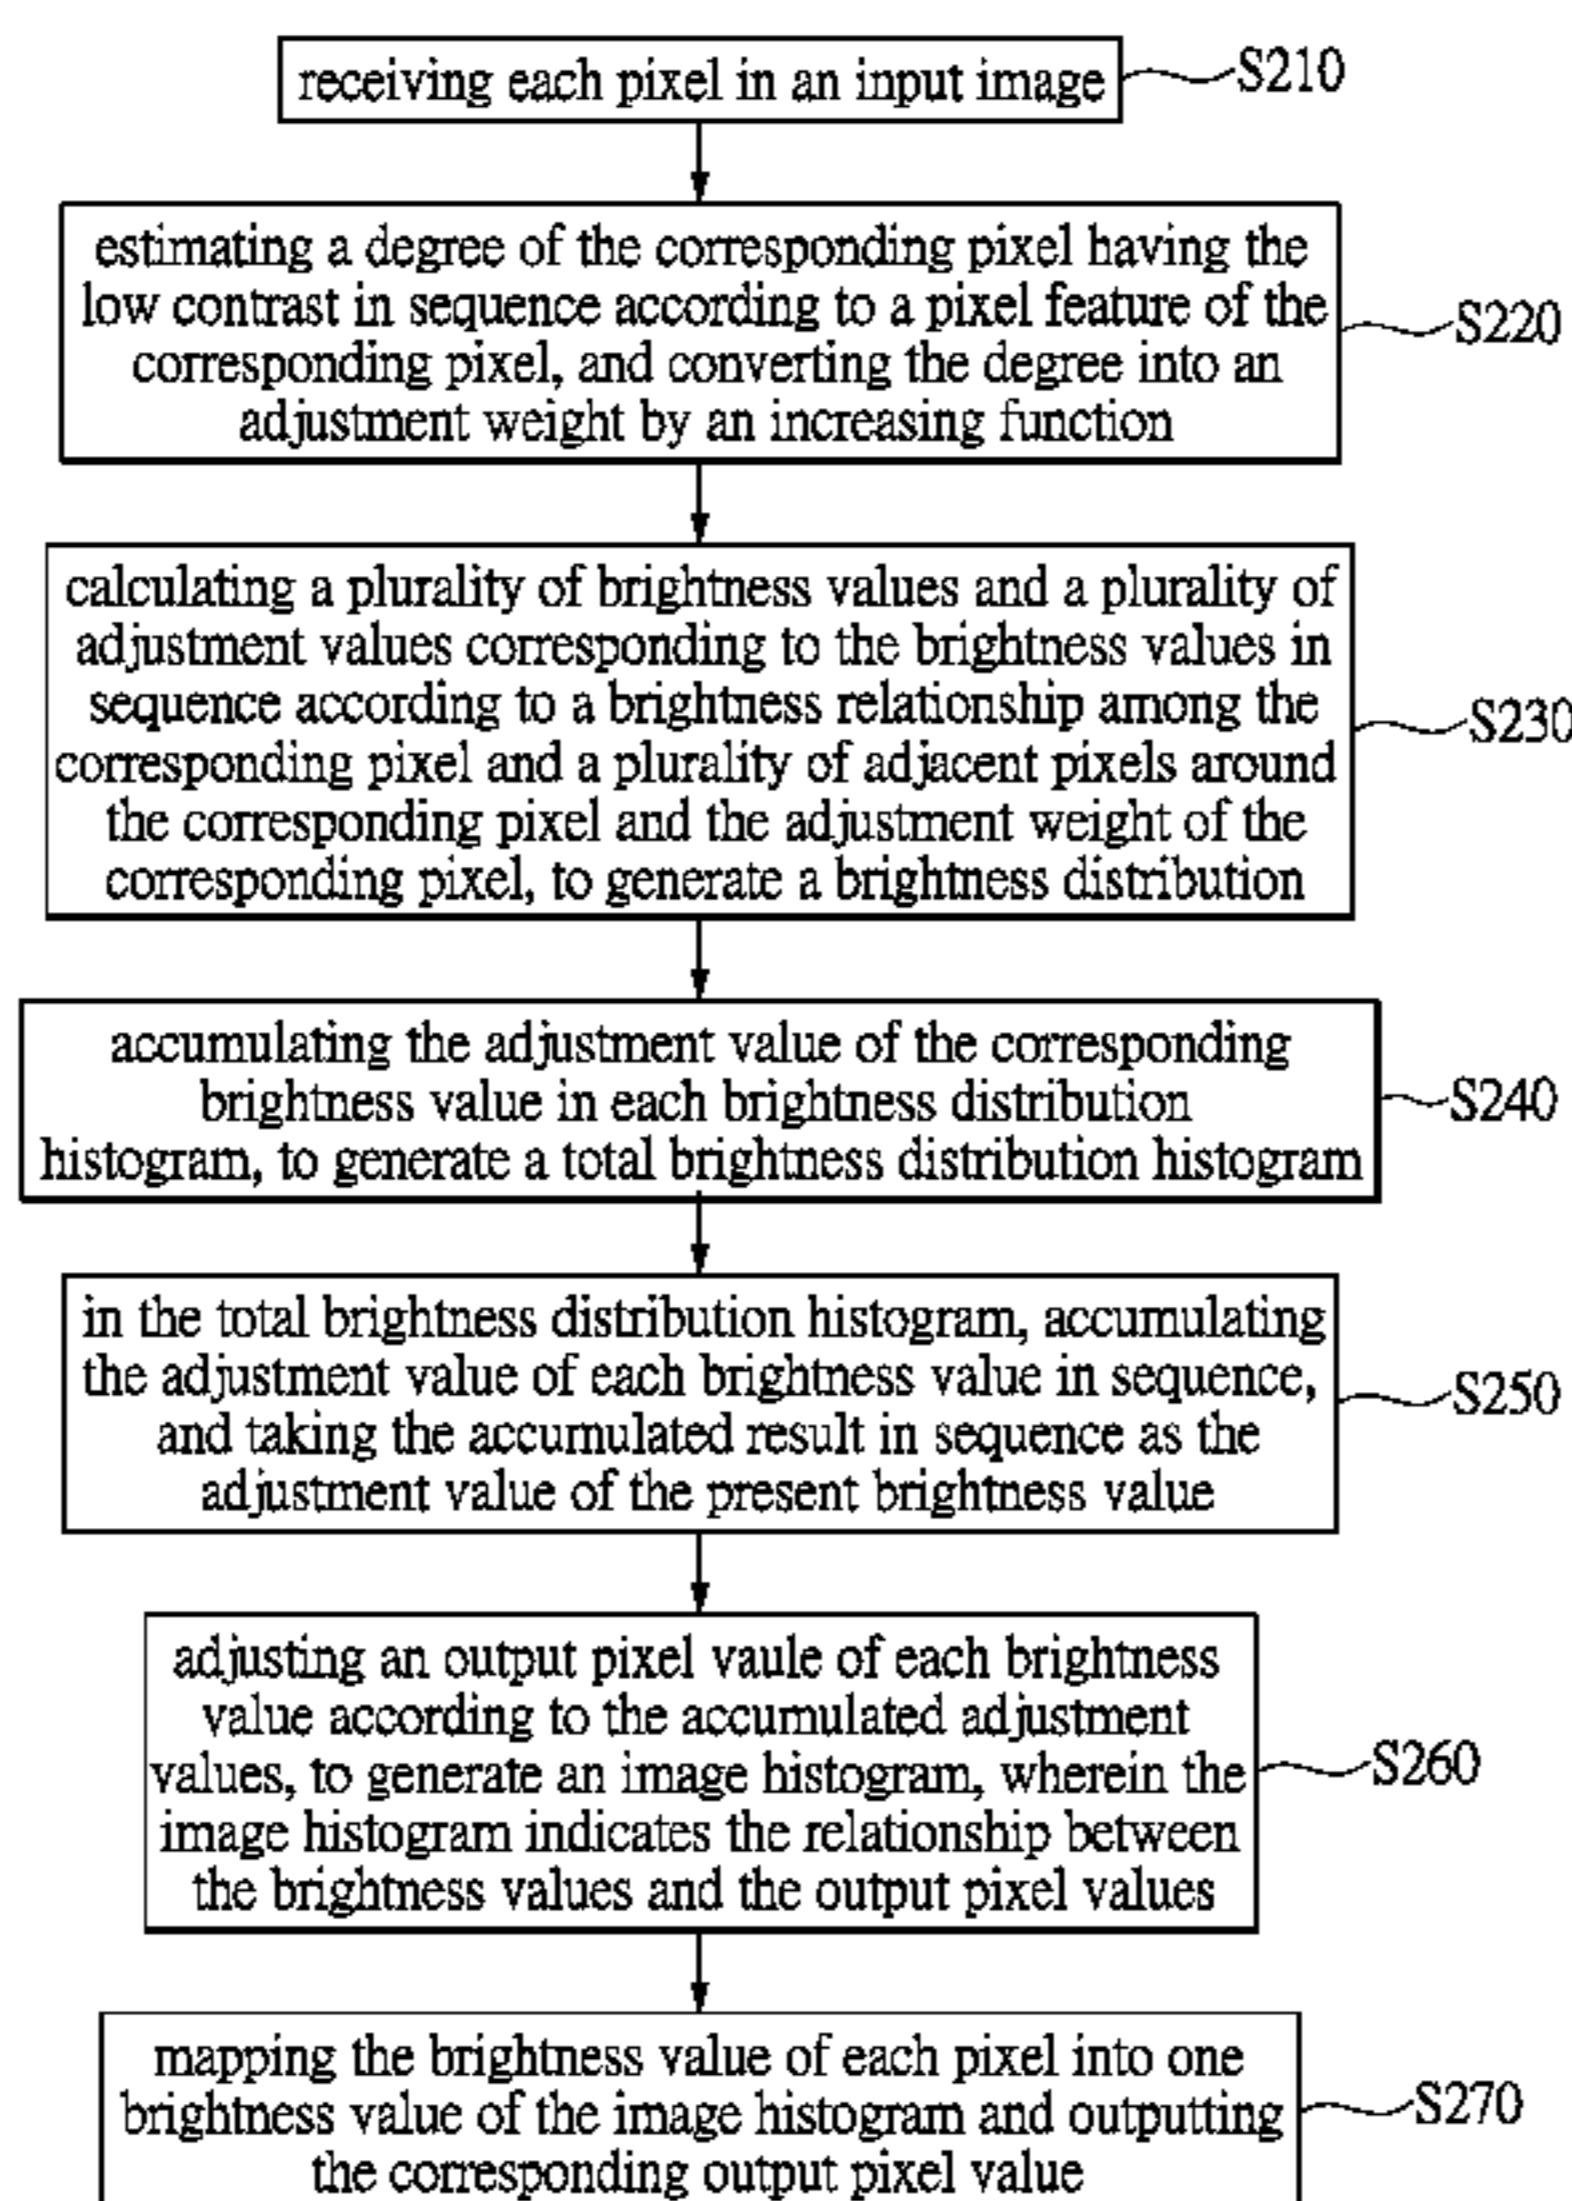 receiving each pixel in an input image
S210
estimating a degree of the corresponding pixel having the
low contrast in sequence according to a pixel feature of the
corresponding pixel, and converting the degree into an
adjustment weight by an increasing function
S220
calculating a plurality of brightness values and a plurality of
adjustment values corresponding to the brightness values in
sequence according to a brightness relationship among the
corresponding pixel and a plurality of adjacent pixels around
the corresponding pixel and the adjustment weight of the
corresponding pixel, to generate a brightness distribution
S230
accumulating the adjustment value of the corresponding
brightness value in each brightness distribution
histogram, to generate a total brightness distribution histogram
S240
in the total brightness distribution histogram, accumulating
the adjustment value of each brightness value in sequence,
and taking the accumulated result in sequence as the
adjustment value of the present brightness value
S250
adjusting an output pixel vaule of each brightness
value according to the accumulated adjustment
values, to generate an image histogram, wherein the
image histogram indicates the relationship between
the brightness values and the output pixel values
S260
mapping the brightness value of each pixel into one
brightness value of the image histogram and outputting
the corresponding output pixel value
S270